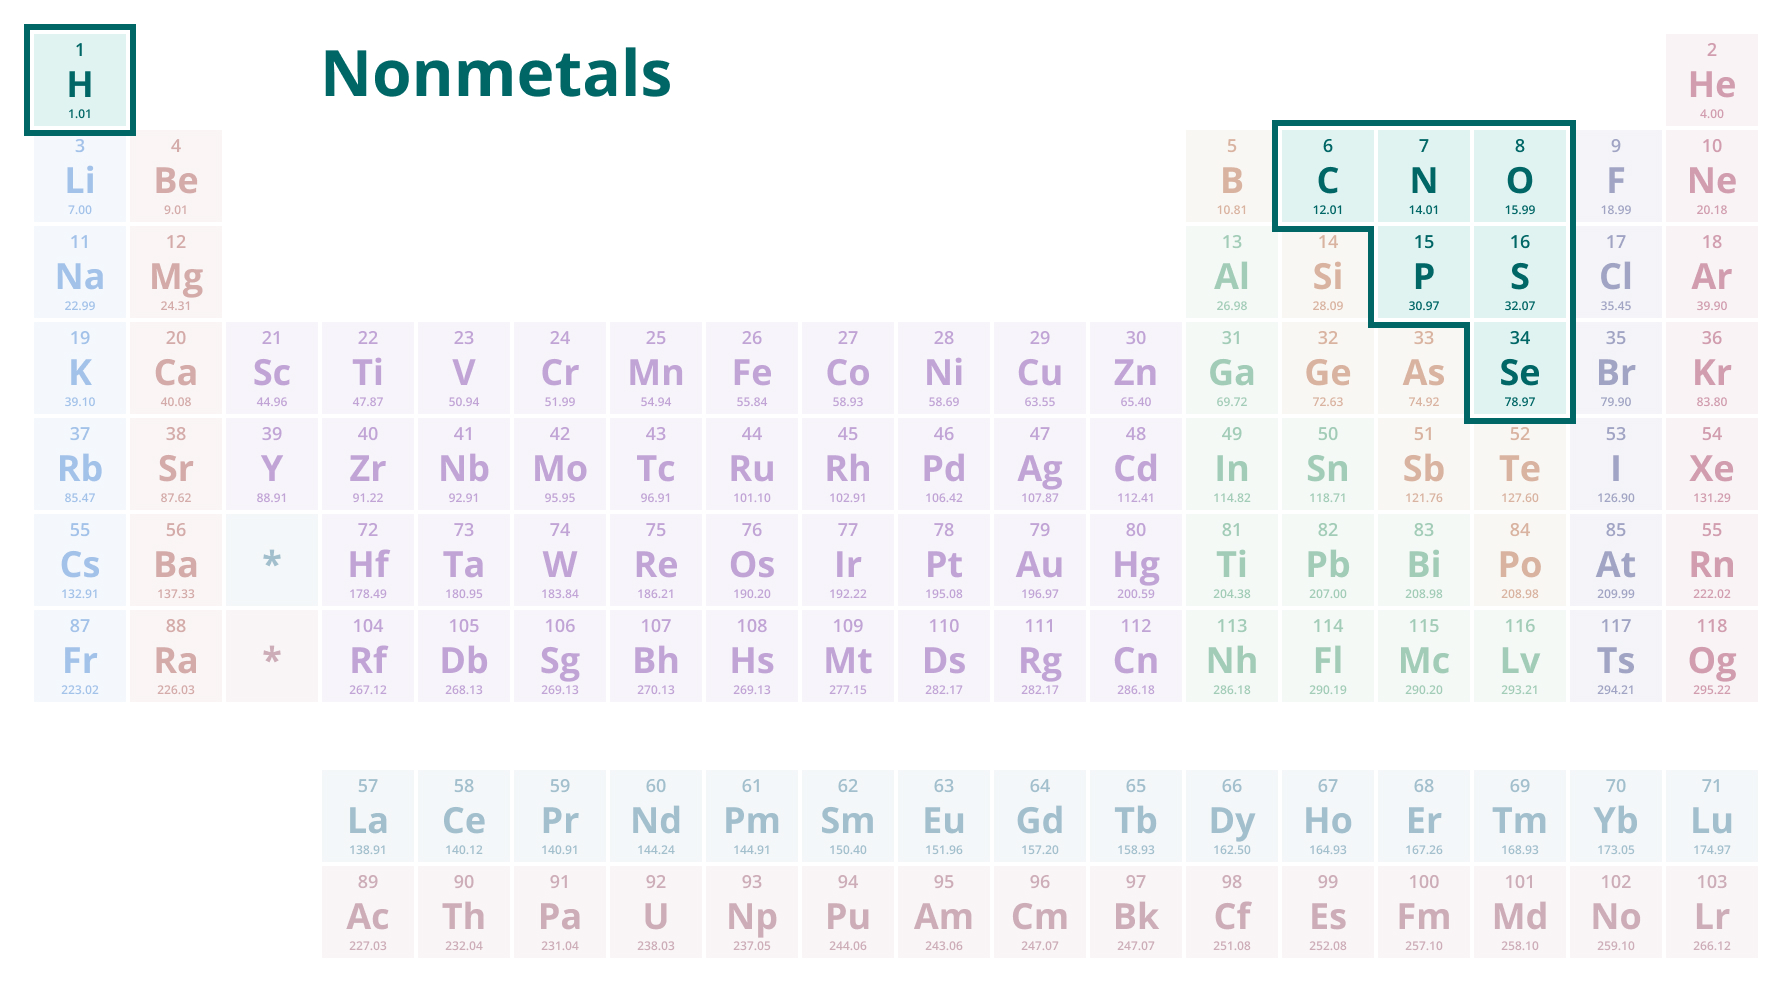 Nonmetals
1 2
H He
1.01 4.00
3 4 5 6 7 8 9 10
Li Be B C N O F Ne
7.00 9.01 10.81 12.01 14.01 15.99 18.99 20.18
11 12 13 14 15 16 17 18
Na Mg Al Si P S Cl Ar
22.99 24.31 26.98 28.09 30.97 32.07 35.45 39.90
19 20 21 22 23 24 25 26 27 28 29 30 31 32 33 34 35 36
K Ca Sc Ti V Cr Mn Fe Co Ni Cu Zn Ga Ge As Se Br Kr
39.10 40.08 44.96 47.87 50.94 51.99 54.94 55.84 58.93 58.69 63.55 65.40 69.72 72.63 74.92 78.97 79.90 83.80
37 38 39 40 41 42 43 44 45 46 47 48 49 50 51 52 53 54
Rb Sr Y Zr Nb Mo Tc Ru Rh Pd Ag Cd In Sn Sb Te I Xe
85.47 87.62 88.91 91.22 92.91 95.95 96.91 101.10 102.91 106.42 107.87 112.41 114.82 118.71 121.76 127.60 126.90 131.29
55 56 72 73 74 75 76 77 78 79 80 81 82 83 84 85 55
Cs Ba * Hf Ta W Re Os Ir Pt Au Hg Ti Pb Bi Po At Rn
132.91 137.33 178.49 180.95 183.84 186.21 190.20 192.22 195.08 196.97 200.59 204.38 207.00 208.98 208.98 209.99 222.02
87 88 104 105 106 107 108 109 110 111 112 113 114 115 116 117 118
Fr Ra * Rf Db Sg Bh Hs Mt Ds Rg Cn Nh Fl Mc Lv Ts Og
223.02 226.03 267.12 268.13 269.13 270.13 269.13 277.15 282.17 282.17 286.18 286.18 290.19 290.20 293.21 294.21 295.22
57 58 59 60 61 62 63 64 65 66 67 68 69 70 71
La Ce Pr Nd Pm Sm Eu Gd Tb Dy Ho Er Tm Yb Lu
138.91 140.12 140.91 144.24 144.91 150.40 151.96 157.20 158.93 162.50 164.93 167.26 168.93 173.05 174.97
89 90 91 92 93 94 95 96 97 98 99 100 101 102 103
Ac Th Pa U Np Pu Am Cm Bk Cf Es Fm Md No Lr
227.03 232.04 231.04 238.03 237.05 244.06 243.06 247.07 247.07 251.08 252.08 257.10 258.10 259.10 266.12